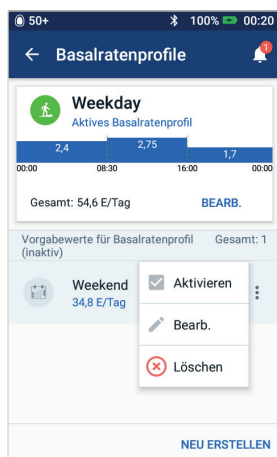 50+ 100% 00:20
Basalratenprofile
1
Weekday
Aktives Basalratenprofil
2,4 2,75 1,7
00:00 08:30 16:00 00:00
Gesamt: 54,6 E/Tag BEARB.
Vorgabewerte für Basalratenprofil Gesamt: 1
(inaktiv)
Weekend
34,8 E/Tag
Aktivieren
Bearb.
Löschen
NEU ERSTELLEN